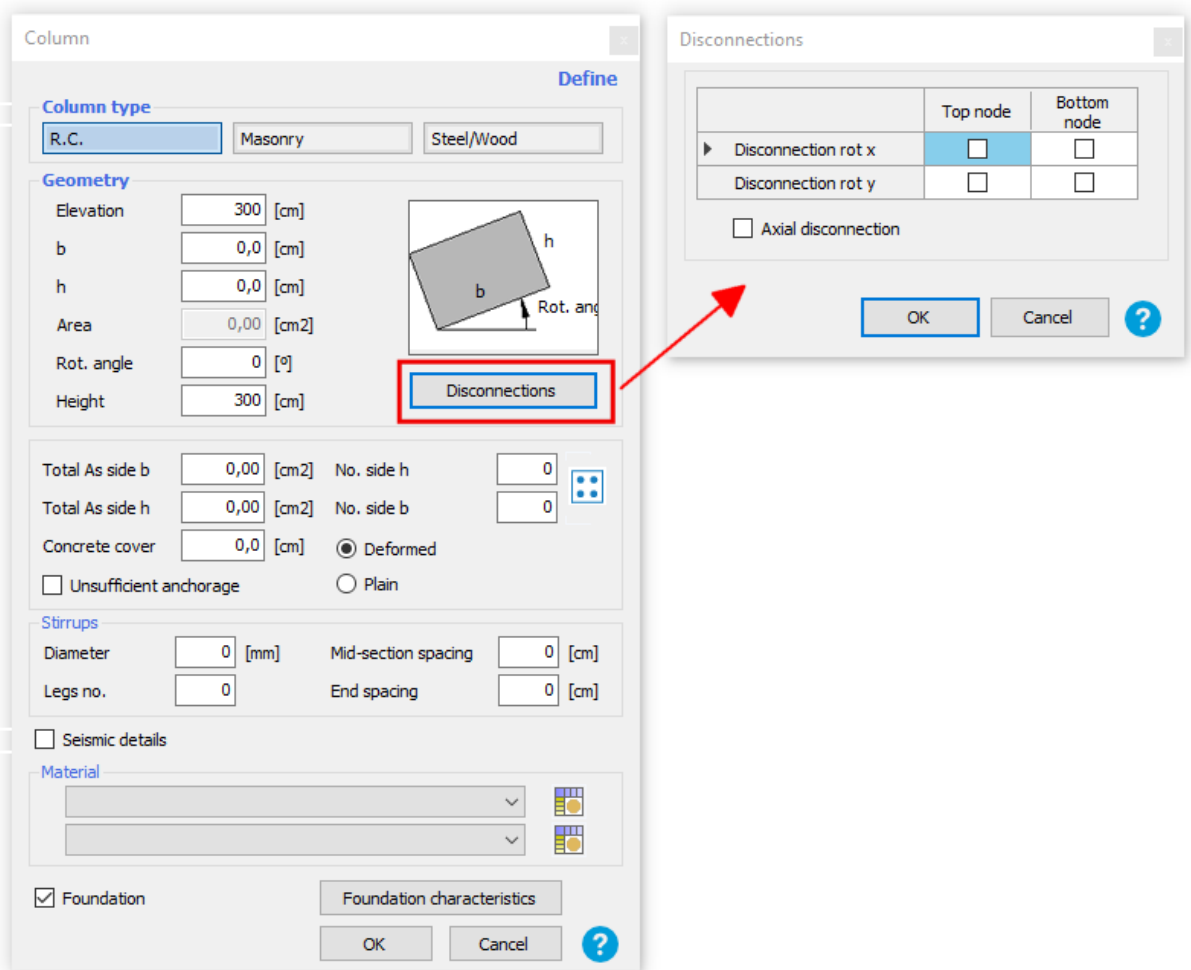 Column
Define
Column type
R.C. Masonry Steel/Wood
Geometry
Elevation 300 [cm]
b 0,0 [cm]
h 0,0 [cm]
Area 0,00 [cm2]
Rot. angle 0 [º]
Height 300 [cm]
h
b
Rot. ang
Disconnections
Total As side b 0,00 [cm2] No. side h 0
Total As side h 0,00 [cm2] No. side b 0
Concrete cover 0,0 [cm] Deformed
Unsufficient anchorage Plain
Stirrups
Diameter 0 [mm] Mid-section spacing 0 [cm]
Legs no. 0 End spacing 0 [cm]
Seismic details
Material
Foundation Foundation characteristics
OK Cancel ?
Disconnections
Top node Bottom
node
Disconnection rot x
Disconnection rot y
Axial disconnection
OK Cancel ?